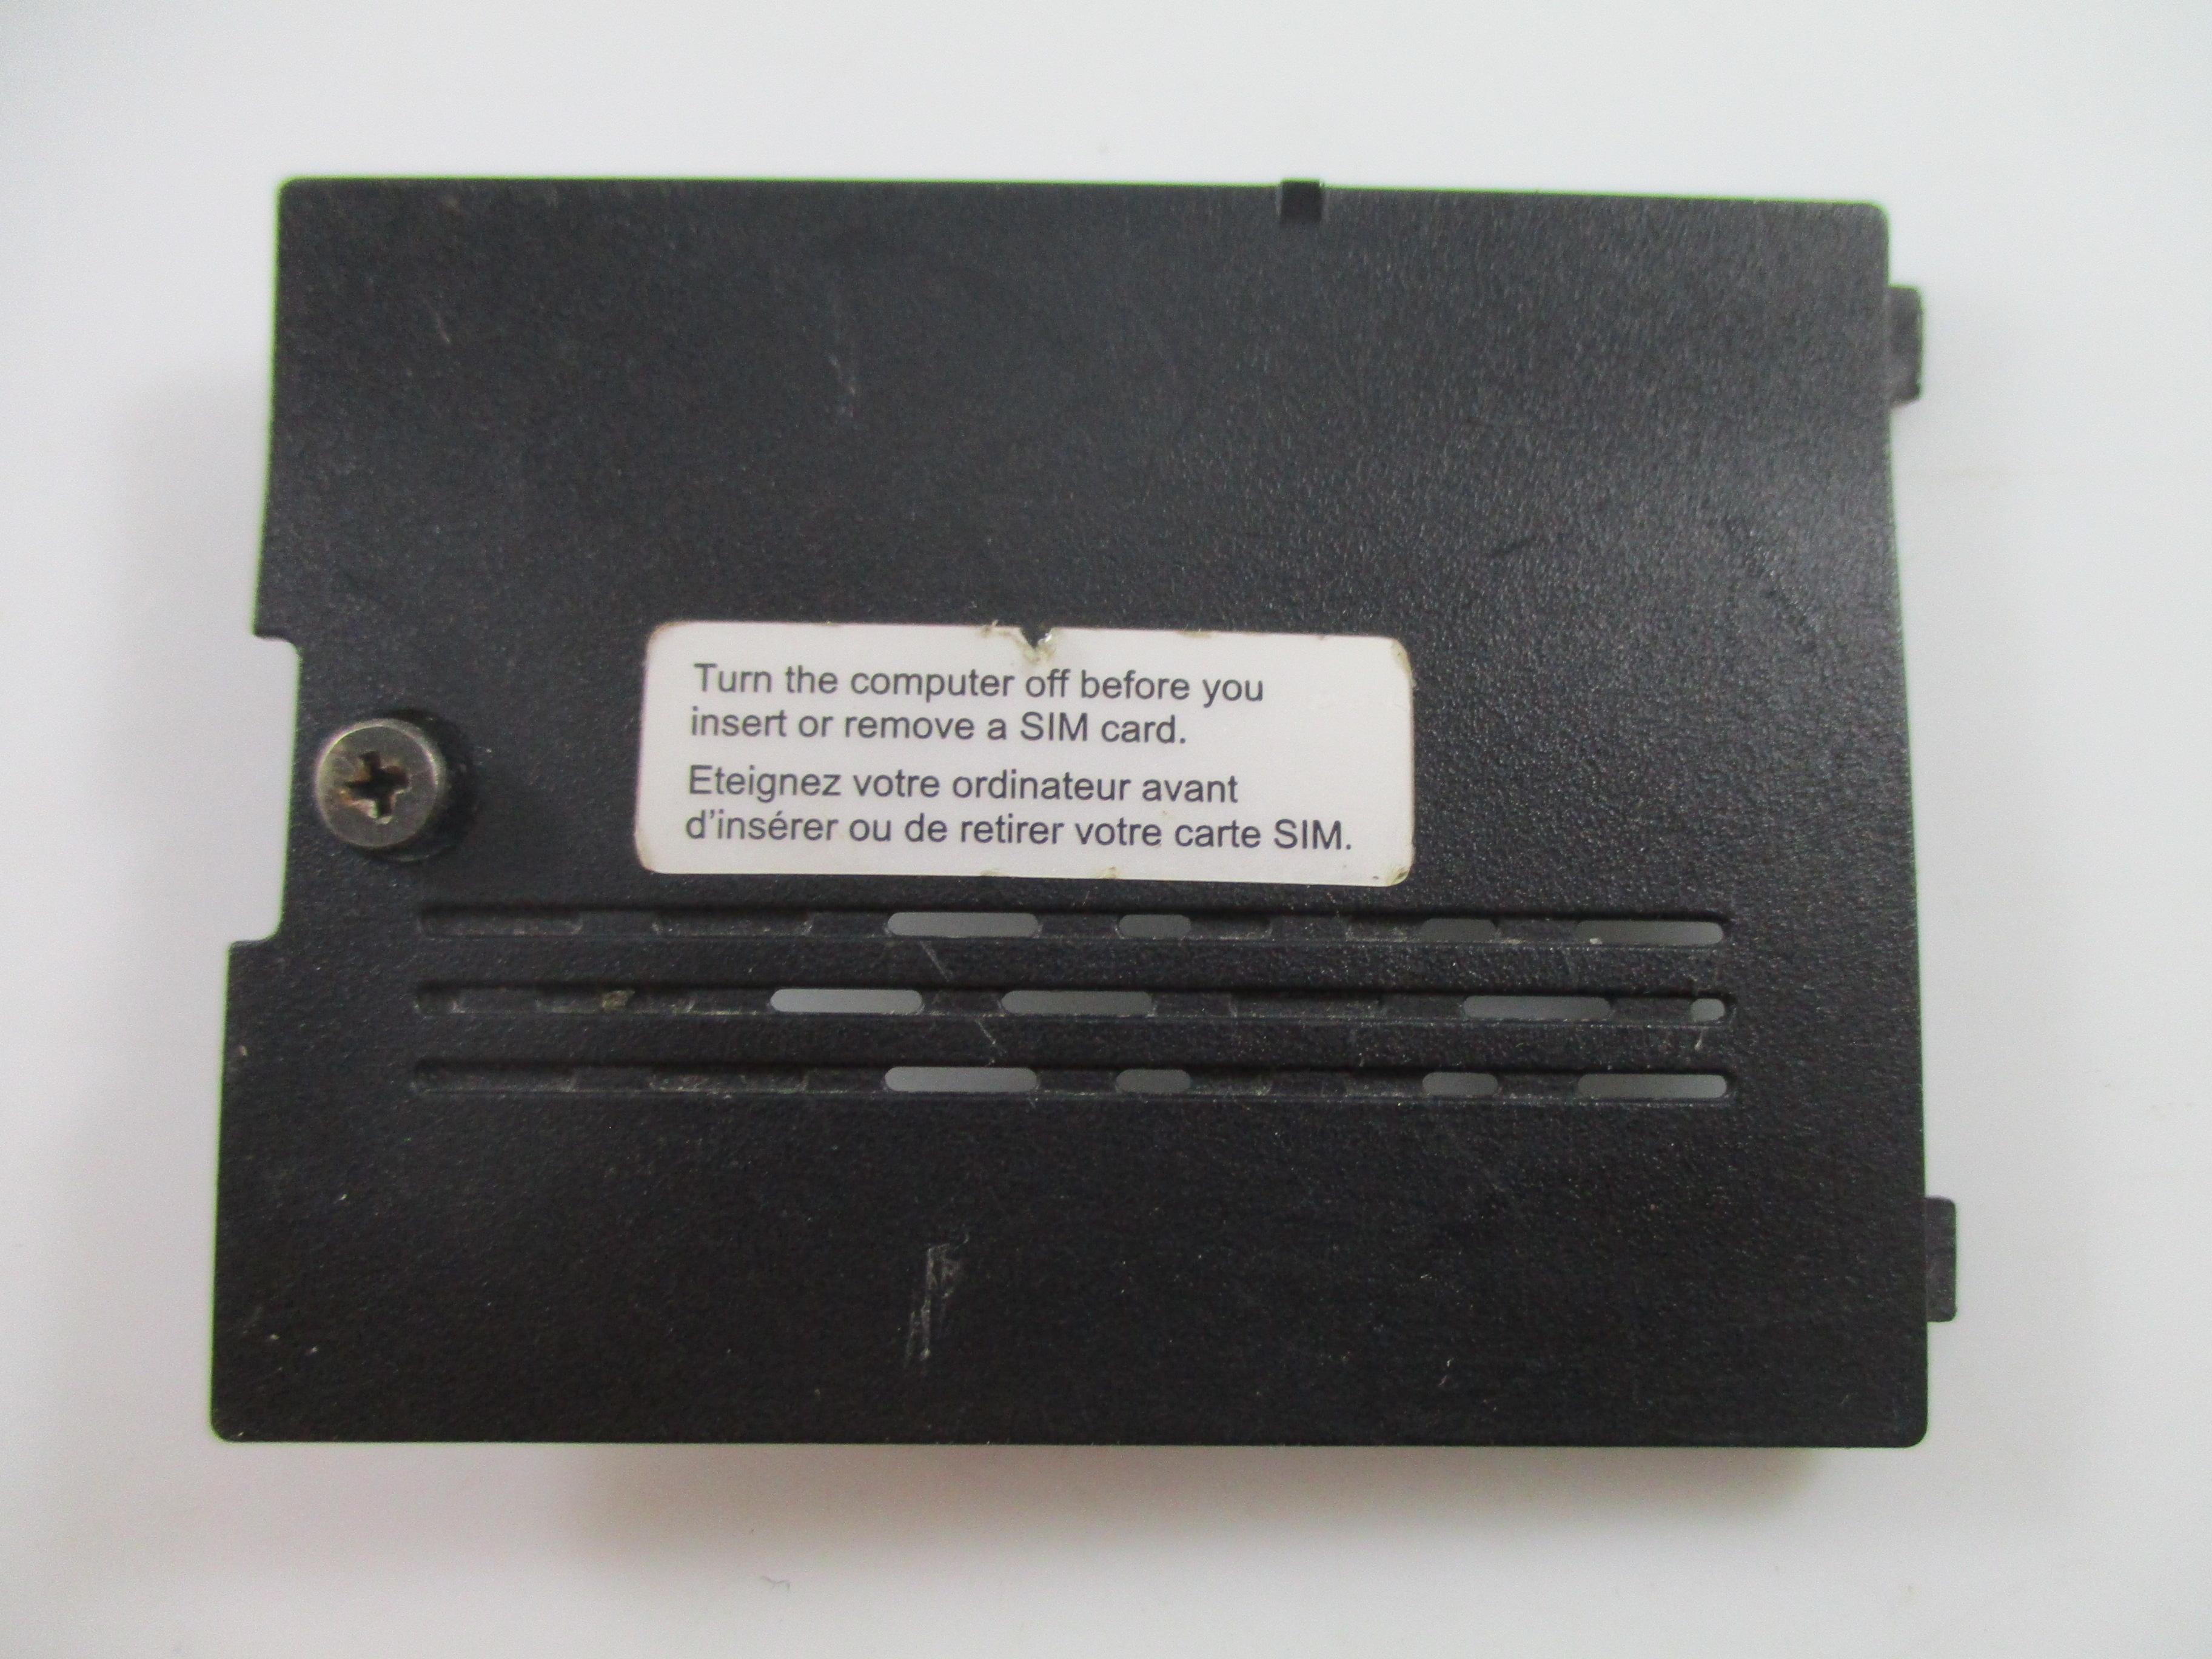 Turn the computer off before you
insert or remove a SIM card.
Eteignez votre ordinateur avant
d'insérer ou de retirer votre carte SIM.